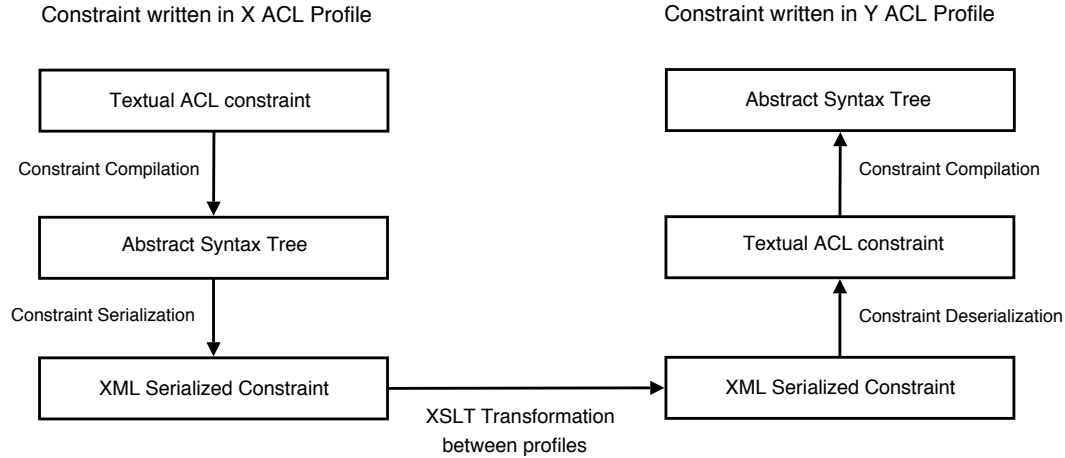 Constraint written in X ACL Profile
Constraint written in Y ACL Profile
Textual ACL constraint
Abstract Syntax Tree
Constraint Compilation
Constraint Compilation
Abstract Syntax Tree
Textual ACL constraint
Constraint Serialization
Constraint Deserialization
XML Serialized Constraint
XML Serialized Constraint
XSLT Transformation
between profiles